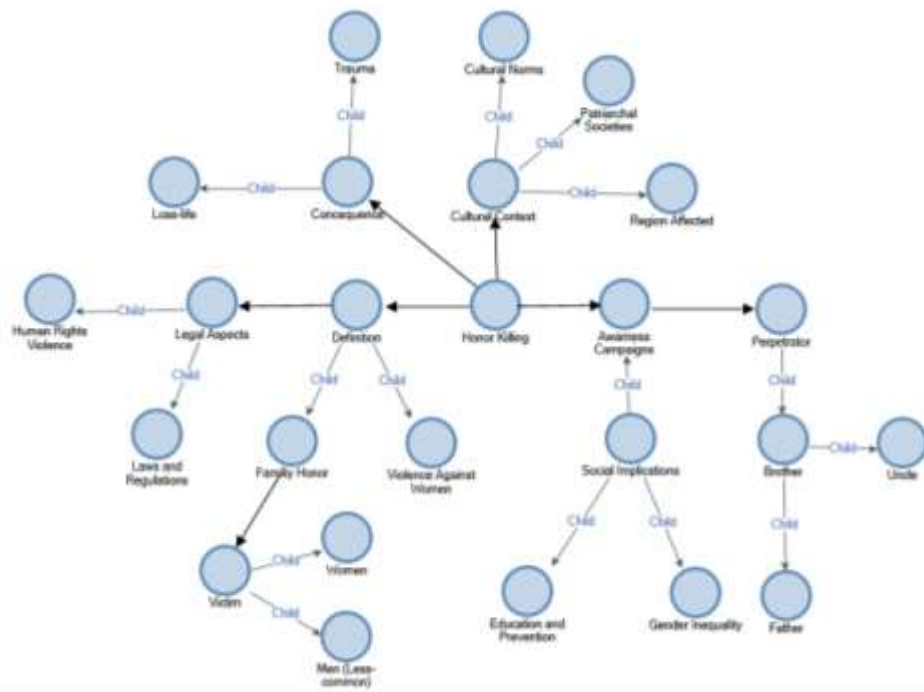 Trauma
Cultural Norms
Patriarchal
Societies
Child
Child
Child
Child
Child
Loss-life
Concequence
Cultural Context
Region Affected
Child
Human Rights
Violence
Legal Aspects
Definition
Honor Killing
Awarness
Campaigns
Perpetrator
Child
Child
Child
Child
Child
Laws and
Regulations
Family Honor
Violence Against
Women
Social Implications
Brother
Child
Uncle
Child
Child
Child
Child
Women
Victim
Child
Education and
Prevention
Gender Inequality
Father
Men (Less-
common)